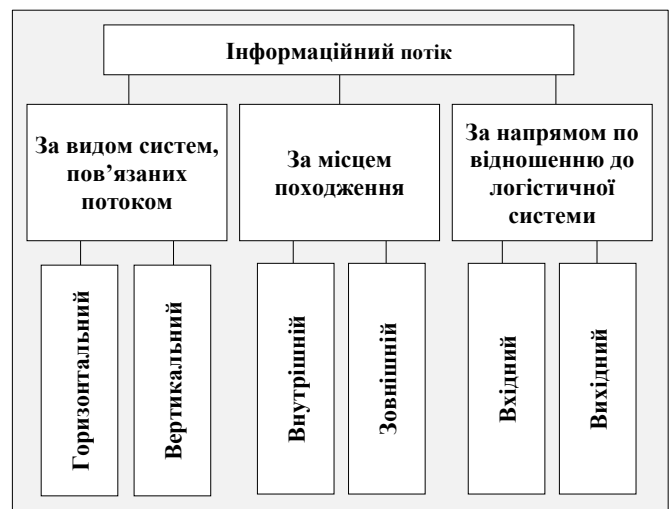 Інформаційний потік
За видом систем,
пов’язаних
потоком
За місцем
походження
За напрямом по
відношенню до
логістичної
системи
Горизонтальний
Вертикальний
Внутрішній
Зовнішній
Вхідний
Вихідний